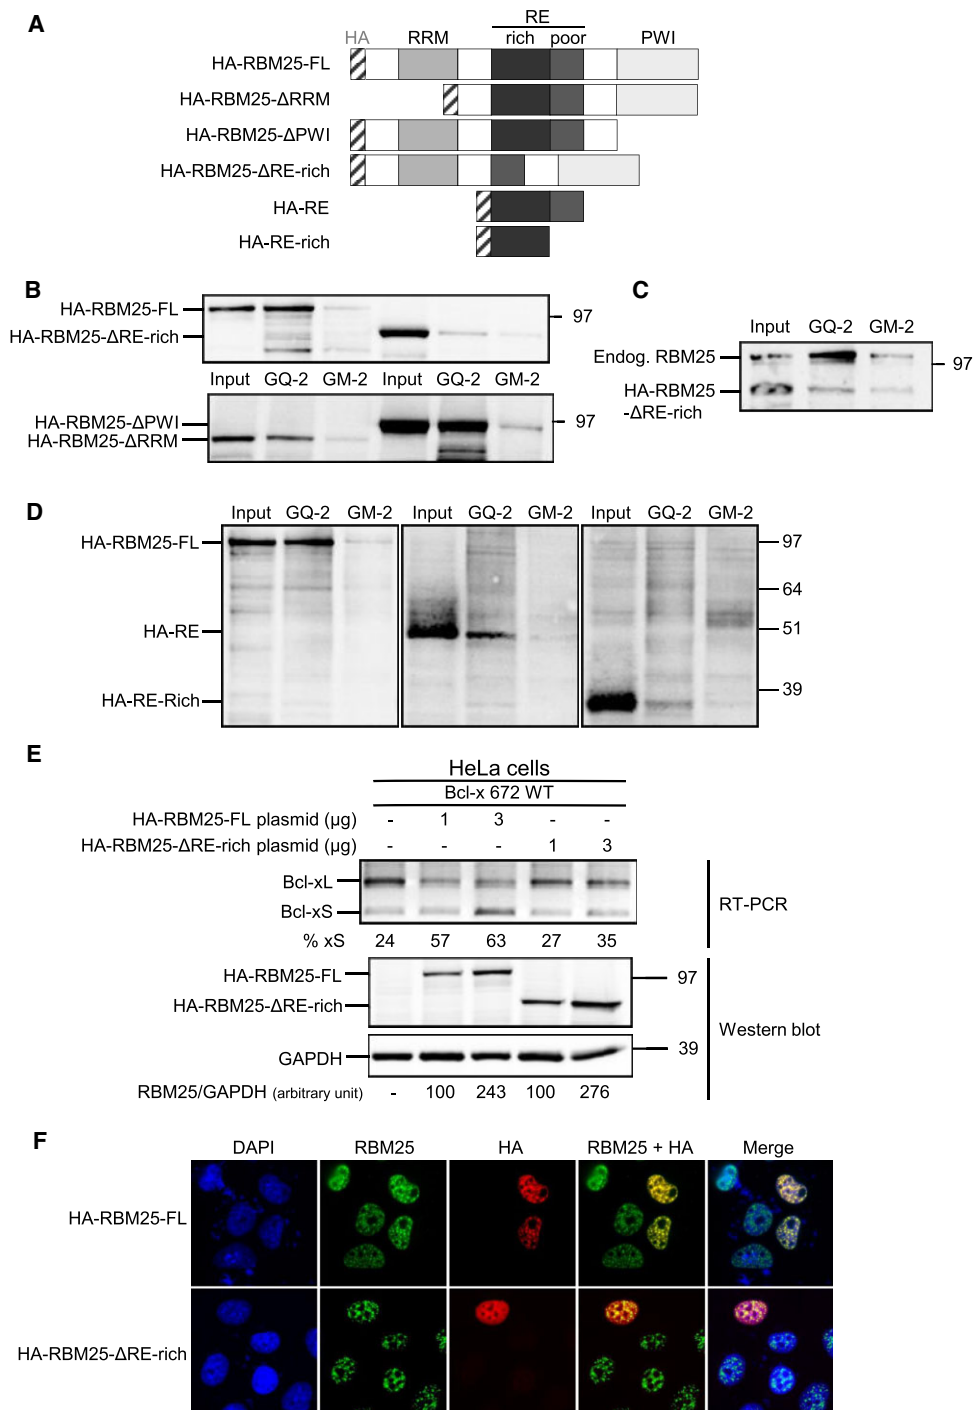 A
RE
HA RRM rich poor PWI
HA-RBM25-FL
HA-RBM25-ΔRRM
HA-RBM25-ΔPWI
HA-RBM25-ΔRE-rich
HA-RE
HA-RE-rich
B
HA-RBM25-FL
97
HA-RBM25-ΔRE-rich
Input GQ-2 GM-2 Input GQ-2 GM-2
HA-RBM25-ΔPWI
97
HA-RBM25-ΔRRM
C
Input GQ-2 GM-2
Endog. RBM25
97
HA-RBM25
-ΔRE-rich
D
Input GQ-2 GM-2 Input GQ-2 GM-2 Input GQ-2 GM-2
HA-RBM25-FL
97
64
HA-RE
51
HA-RE-Rich
39
E
HeLa cells
Bcl-x 672 WT
HA-RBM25-FL plasmid (µg) - 1 3 - -
HA-RBM25-ΔRE-rich plasmid (µg) - - - 1 3
Bcl-xL
Bcl-xS
RT-PCR
% xS 24 57 63 27 35
HA-RBM25-FL
97
HA-RBM25-ΔRE-rich
Western blot
GAPDH
39
RBM25/GAPDH (arbitrary unit) - 100 243 100 276
F
DAPI RBM25 HA RBM25 + HA Merge
HA-RBM25-FL
HA-RBM25-ΔRE-rich